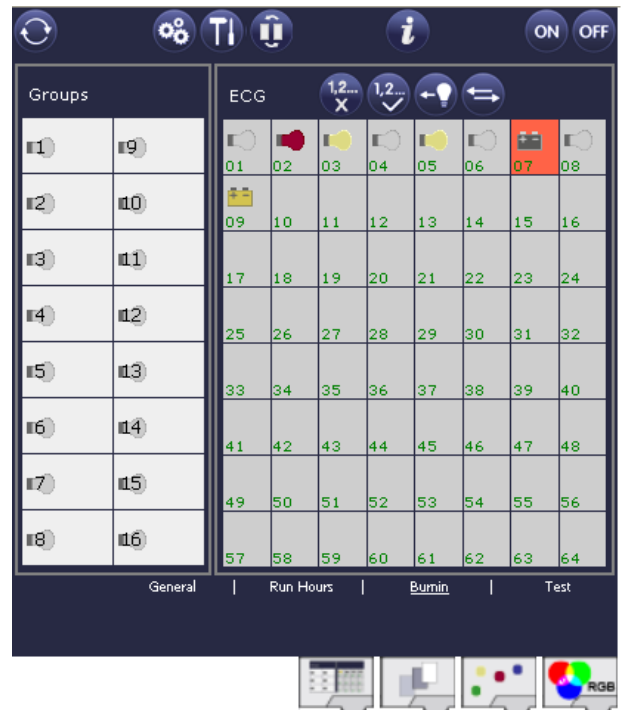 ON OFF
Groups
ECG 1,2... X 1,2...
1 9
2 10
3 11
4 12
5 13
6 14
7 15
8 16
01 02 03 04 05 06 07 08
09 10 11 12 13 14 15 16
17 18 19 20 21 22 23 24
25 26 27 28 29 30 31 32
33 34 35 36 37 38 39 40
41 42 43 44 45 46 47 48
49 50 51 52 53 54 55 56
57 58 59 60 61 62 63 64
General | Run Hours | Burnin | Test
RGB